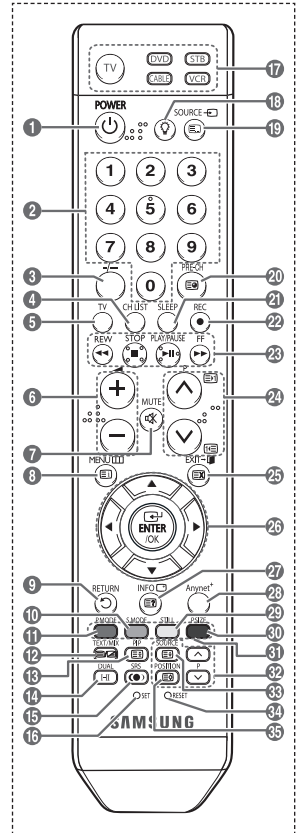 TV DVD STB
CABLE VCR 17
POWER
18
SOURCE
1 19
1 2 3
2
4 5 6
7 8 9
3 -/-- 0 PRE-CH 20
4 21
TV CH LIST SLEEP REC
5 22
REW STOP PLAY/PAUSE FF
23
P
6 24
MUTE
7
MENU EXIT
8 25
ENTER
/OK
26
9 27
RETURN INFO Anynet+
28
10 29
P.MODE S.MODE STILL P.SIZE
11 30
TEXT/MIX PIP SOURCE
12 31
13 32
DUAL SRS POSITION P
14 33
15 SET RESET 34
16 35
SAMSUNG